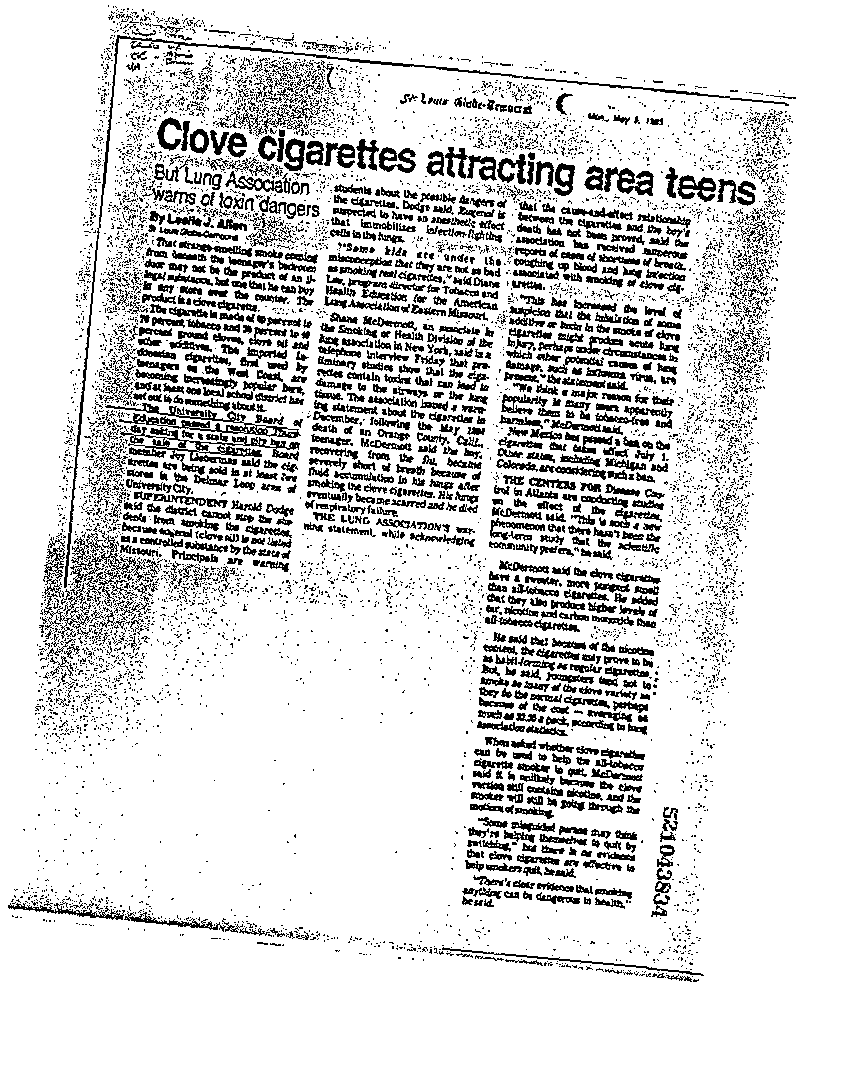 St. Louis Globe-Democrat
Mon., May 6, 1985
Clove cigarettes attracting area teens
But Lung Association
warns of toxin dangers
By Leslie J. Allen
St. Louis Globe-Democrat
That strange-smelling smoke coming
from beneath the teenager's bedroom
door may not be the product of an il-
legal substance, but one that he can buy
in any store over the counter. The
product is a clove cigarette.
The cigarette is made of 60 percent to
70 percent tobacco and 30 percent to 40
percent ground cloves, clove oil and
other additives. The imported In-
donesian cigarettes, first used by
teenagers on the West Coast, are
becoming increasingly popular here,
and at least one local school district has
set out to do something about it.
The University City Board of
Education passed a resolution Thurs-
day asking for a state and city ban on
the sale of the cigarettes. Board
member Joy Lieberman said the cig-
arettes are being sold in at least two
stores in the Delmar Loop area of
University City.
SUPERINTENDENT Harold Dodge
said the district cannot stop the stu-
dents from smoking the cigarettes,
because eugenol (clove oil) is not listed
as a controlled substance by the state of
Missouri. Principals are warning
students about the possible dangers of
the cigarettes, Dodge said. Eugenol is
suspected to have an anesthetic effect
that immobilizes infection-fighting
cells in the lungs.
"Some kids are under the
misconception that they are not as bad
as smoking real cigarettes," said Diane
Law, program director for Tobacco and
Health Education for the American
Lung Association of Eastern Missouri.
Shane McDermott, an associate in
the Smoking or Health Division of the
lung association in New York, said in a
telephone interview Friday that pre-
liminary studies show that the ciga-
rettes contain toxins that can lead to
damage to the airways or the lung
tissue. The association issued a warn-
ing statement about the cigarettes in
December, following the May 1984
death of an Orange County, Calif.,
teenager. McDermott said the boy,
recovering from the flu, became
severely short of breath because of
fluid accumulation in his lungs after
smoking the clove cigarettes. His lungs
eventually became scarred and he died
of respiratory failure.
THE LUNG ASSOCIATION'S war-
ning statement, while acknowledging
that the cause-and-effect relationship
between the cigarettes and the boy's
death has not been proved, said the
association has received numerous
reports of cases of shortness of breath,
coughing up blood and lung infection
associated with smoking of clove cig-
arettes.
"This has increased the level of
suspicion that the inhalation of some
additive or toxin in the smoke of clove
cigarettes might produce acute lung
injury, perhaps under circumstances in
which other potential causes of lung
damage, such as influenza virus, are
present," the statement said.
"We think a major reason for their
popularity is many users apparently
believe them to be tobacco-free and
harmless," McDermott said.
New Mexico has passed a ban on the
cigarettes that takes effect July 1.
Other states, including Michigan and
Colorado, are considering such a ban.
THE CENTERS FOR Disease Con-
trol in Atlanta are conducting studies
on the effect of the cigarettes,
McDermott said. "This is such a new
phenomenon that there hasn't been the
long-term study that the scientific
community prefers," he said.
McDermott said the clove cigarettes
have a sweeter, more pungent smell
than all-tobacco cigarettes. He added
that they also produce higher levels of
tar, nicotine and carbon monoxide than
all-tobacco cigarettes.
He said that because of the nicotine
content, the cigarettes may prove to be
as habit-forming as regular cigarettes.
But, he said, youngsters tend not to
smoke as many of the clove variety as
they do the normal cigarettes, perhaps
because of the cost — averaging as
much as a pack, according to lung
association statistics.
When asked whether clove cigarettes
can be used to help the all-tobacco
cigarette smoker to quit, McDermott
said it is unlikely because the clove
version still contains nicotine, and the
smoker will still be going through the
motions of smoking.
"Some misguided person may think
they're helping themselves to quit by
switching," but there is no evidence
that clove cigarettes are effective to
help smokers quit, he said.
"There's clear evidence that smoking
anything can be dangerous to health,"
he said.
521043834